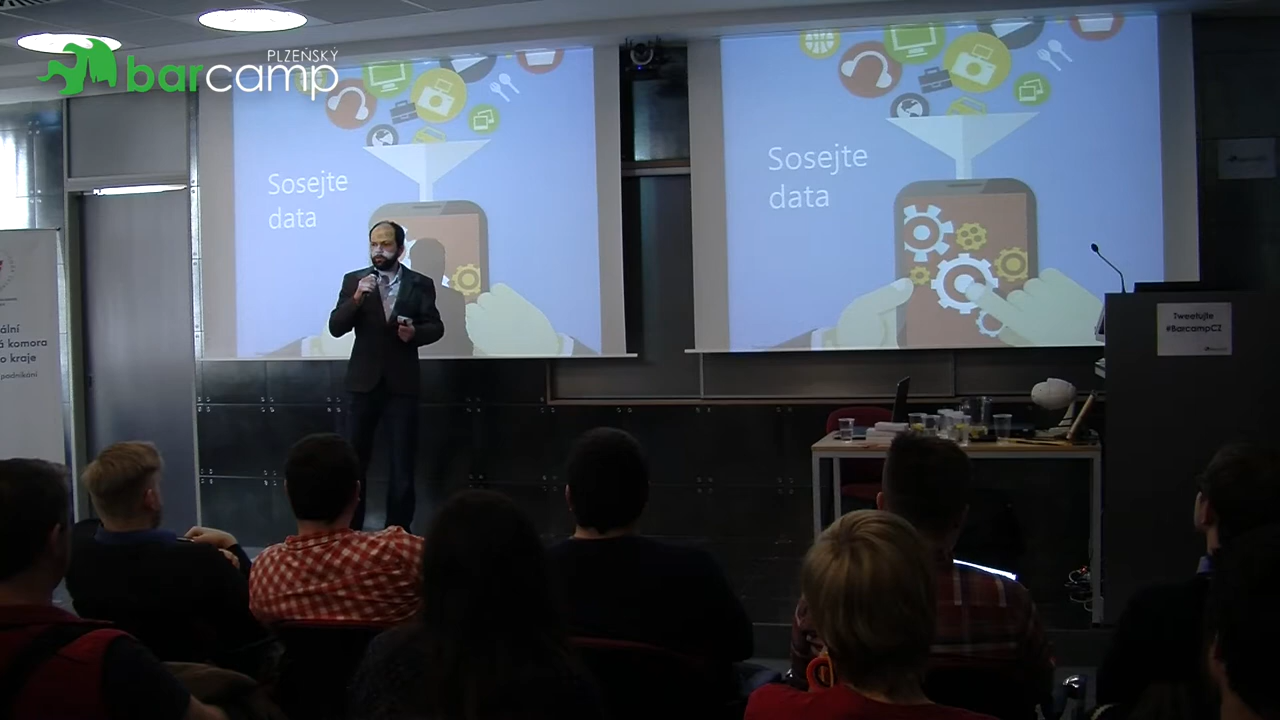 PLZEŇSKÝ
barcamp
Sosejte
data
Sosejte
data
Tweetujte
#BarcampCZ
ální
á komora
o kraje
podnikání